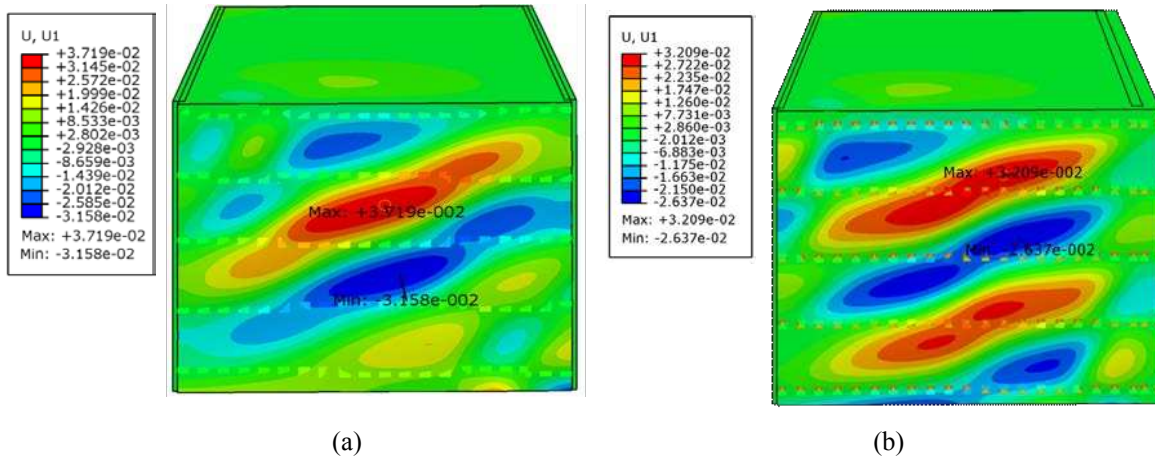 U, U1
+3.719e-02
+3.145e-02
+2.572e-02
+1.999e-02
+1.426e-02
+8.533e-03
+2.802e-03
-2.928e-03
-8.659e-03
-1.439e-02
-2.012e-02
-2.585e-02
-3.158e-02
Max: +3.719e-02
Min: -3.158e-02
Max: +3.719e-002
Min: -3.158e-002
(a)
U, U1
+3.209e-02
+2.722e-02
+2.235e-02
+1.747e-02
+1.260e-02
+7.731e-03
+2.860e-03
-2.012e-03
-6.883e-03
-1.175e-02
-1.663e-02
-2.150e-02
-2.637e-02
Max: +3.209e-02
Min: -2.637e-02
Max: +3.209e-002
Min: -2.637e-002
(b)